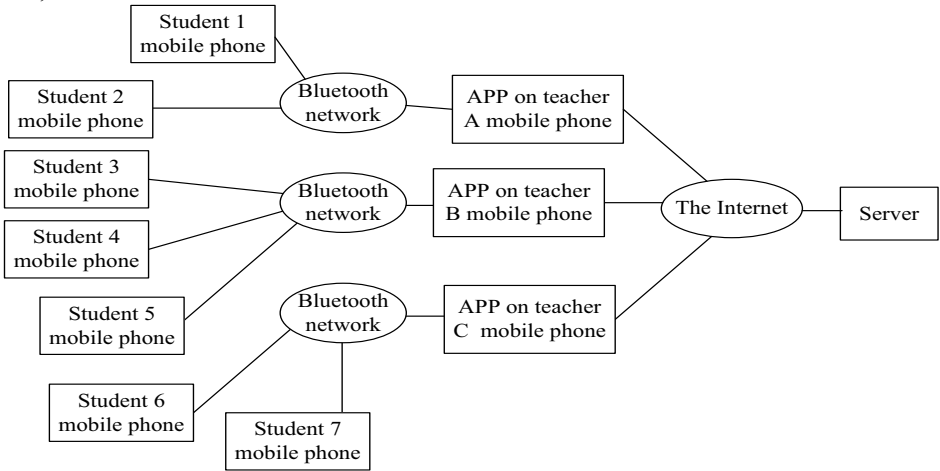 Student 1
mobile phone
Student 2
mobile phone
Bluetooth
network
APP on teacher
A mobile phone
Student 3
mobile phone
Student 4
mobile phone
Student 5
mobile phone
Bluetooth
network
APP on teacher
B mobile phone
The Internet
Server
Bluetooth
network
APP on teacher
C mobile phone
Student 6
mobile phone
Student 7
mobile phone